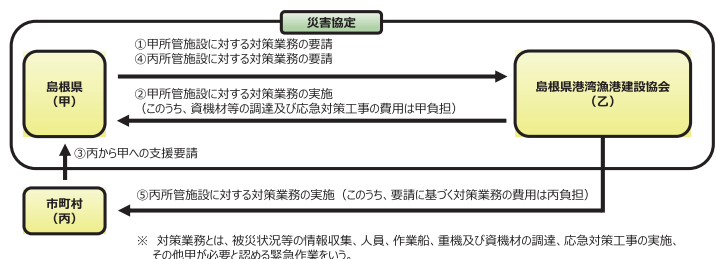 災害協定
①甲所管施設に対する対策業務の要請
④丙所管施設に対する対策業務の要請
島根県
（甲）
島根県港湾漁港建設協会
（乙）
②甲所管施設に対する対策業務の実施
（このうち、資機材等の調達及び応急対策工事の費用は甲負担）
③丙から甲への支援要請
市町村
（丙）
⑤丙所管施設に対する対策業務の実施（このうち、要請に基づく対策業務の費用は丙負担）
※　対策業務とは、被災状況等の情報収集、人員、作業船、重機及び資機材の調達、応急対策工事の実施、
その他甲が必要と認める緊急作業をいう。